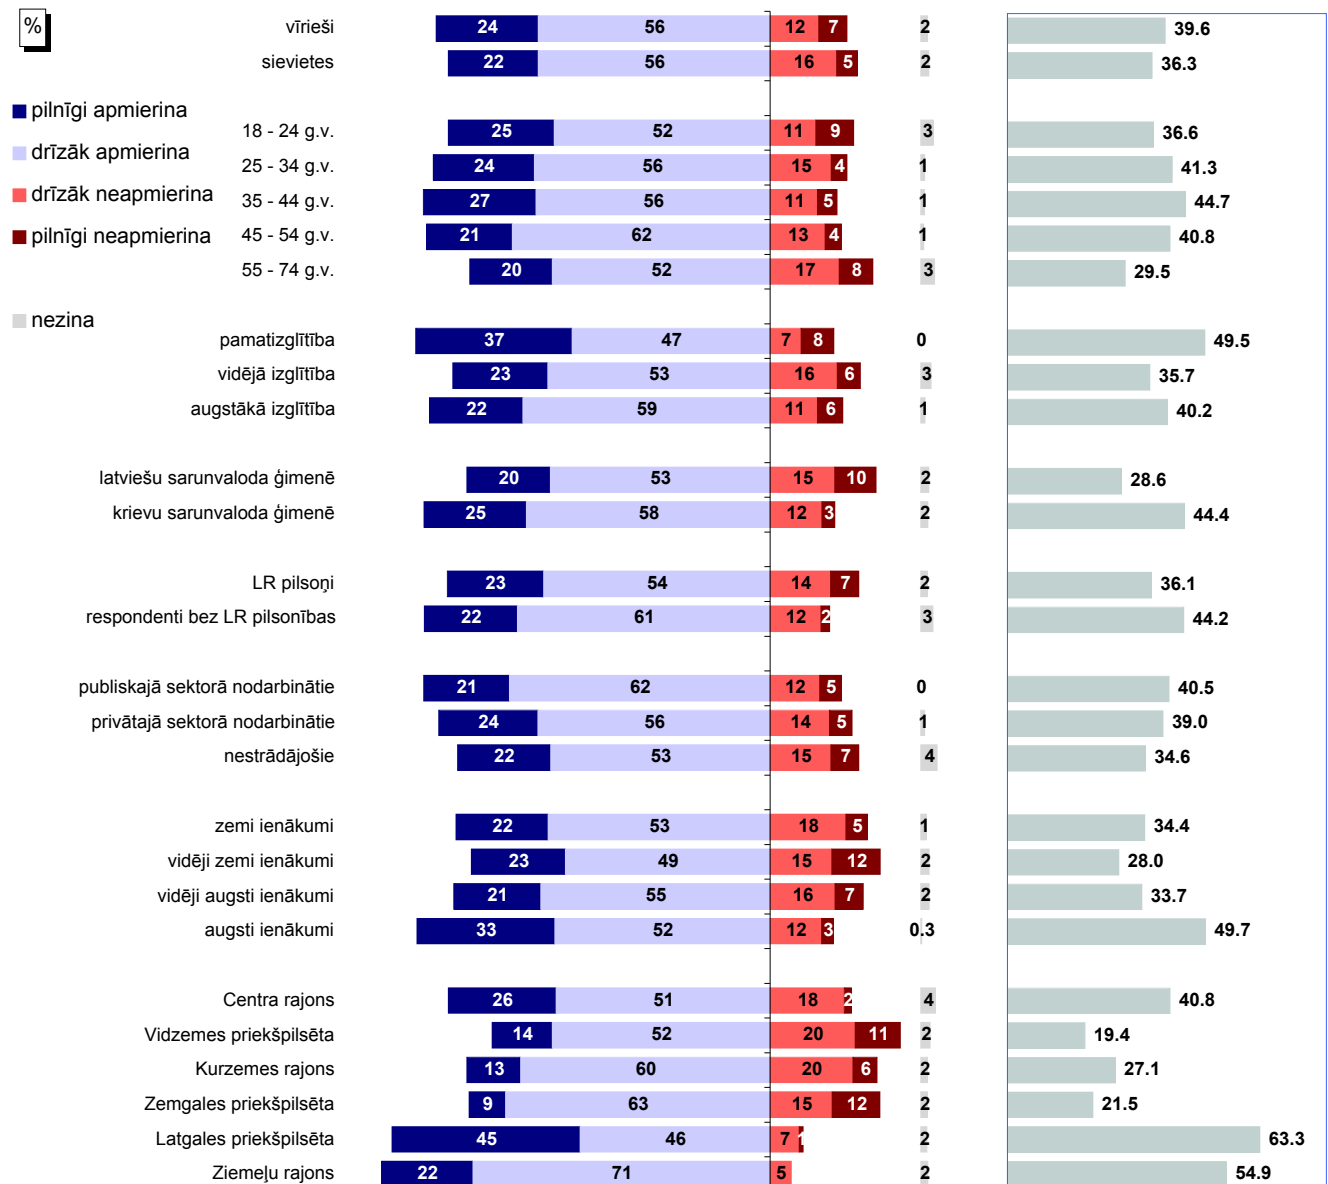 %
vīrieši 24 56 12 7 2 39.6
sievietes 22 56 16 5 2 36.3
pilnīgi apmierina
18 - 24 g.v. 25 52 11 9 3 36.6
drīzāk apmierina
25 - 34 g.v. 24 56 15 4 1 41.3
drīzāk neapmierina
35 - 44 g.v. 27 56 11 5 1 44.7
pilnīgi neapmierina
45 - 54 g.v. 21 62 13 4 1 40.8
55 - 74 g.v. 20 52 17 8 3 29.5
nezina
pamatizglītība 37 47 7 8 0 49.5
vidējā izglītība 23 53 16 6 3 35.7
augstākā izglītība 22 59 11 6 1 40.2
latviešu sarunvaloda ģimenē 20 53 15 10 2 28.6
krievu sarunvaloda ģimenē 25 58 12 3 2 44.4
LR pilsoņi 23 54 14 7 2 36.1
respondenti bez LR pilsonības 22 61 12 2 3 44.2
publiskajā sektorā nodarbinātie 21 62 12 5 0 40.5
privātajā sektorā nodarbinātie 24 56 14 5 1 39.0
nestrādājošie 22 53 15 7 4 34.6
zemi ienākumi 22 53 18 5 1 34.4
vidēji zemi ienākumi 23 49 15 12 2 28.0
vidēji augsti ienākumi 21 55 16 7 2 33.7
augsti ienākumi 33 52 12 3 0.3 49.7
Centra rajons 26 51 18 2 4 40.8
Vidzemes priekšpilsēta 14 52 20 11 2 19.4
Kurzemes rajons 13 60 20 6 2 27.1
Zemgales priekšpilsēta 9 63 15 12 2 21.5
Latgales priekšpilsēta 45 46 7 1 2 63.3
Ziemeļu rajons 22 71 5 2 54.9